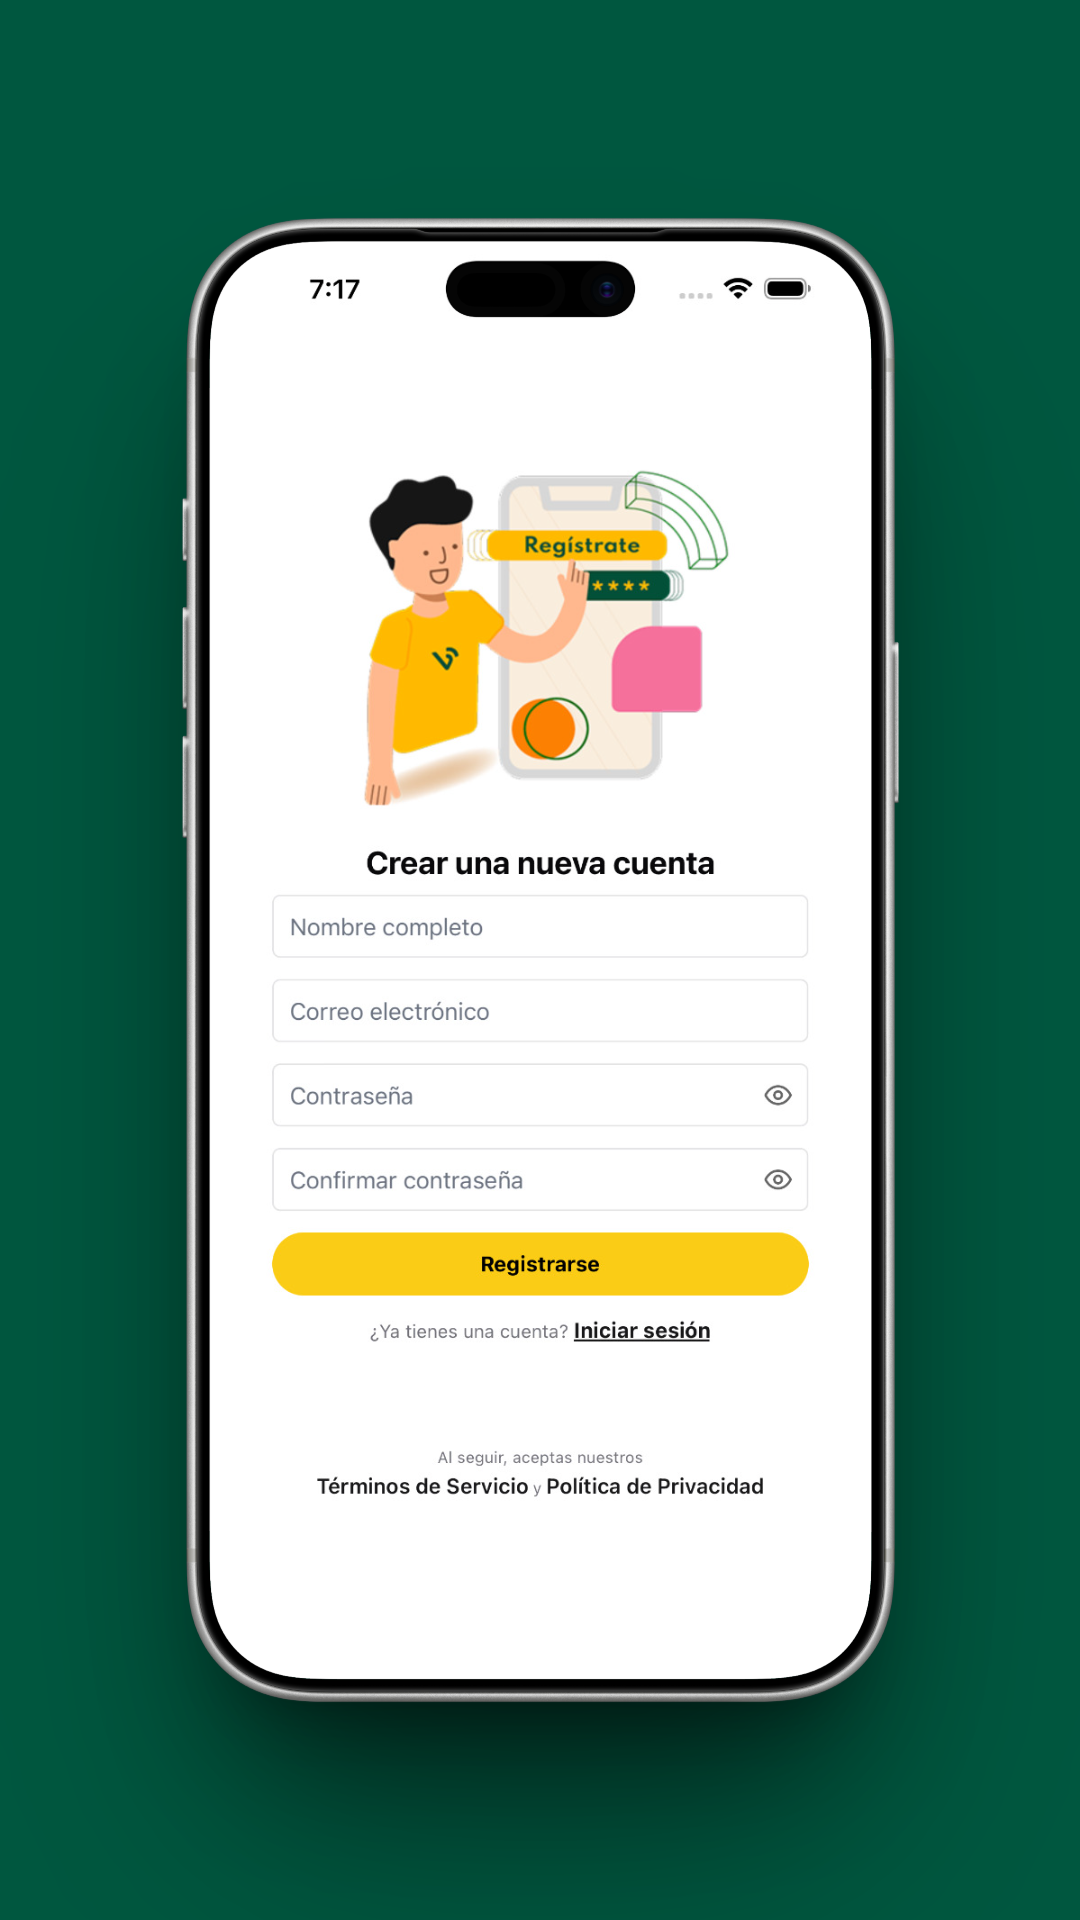 7:17
Regístrate
****
Crear una nueva cuenta
Nombre completo
Correo electrónico
Contraseña
Confirmar contraseña
Registrarse
¿Ya tienes una cuenta? Iniciar sesión
Al seguir, aceptas nuestros
Términos de Servicio y Política de Privacidad